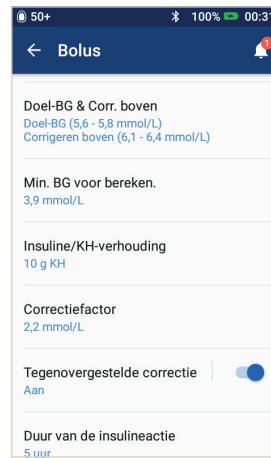 50+ 100% 00:31
Bolus
1
Doel-BG & Corr. boven
Doel-BG (5,6 - 5,8 mmol/L)
Corrigeren boven (6,1 - 6,4 mmol/L)
Min. BG voor bereken.
3,9 mmol/L
Insuline/KH-verhouding
10 g KH
Correctiefactor
2,2 mmol/L
Tegenovergestelde correctie
Aan
Duur van de insulineactie
5 uur